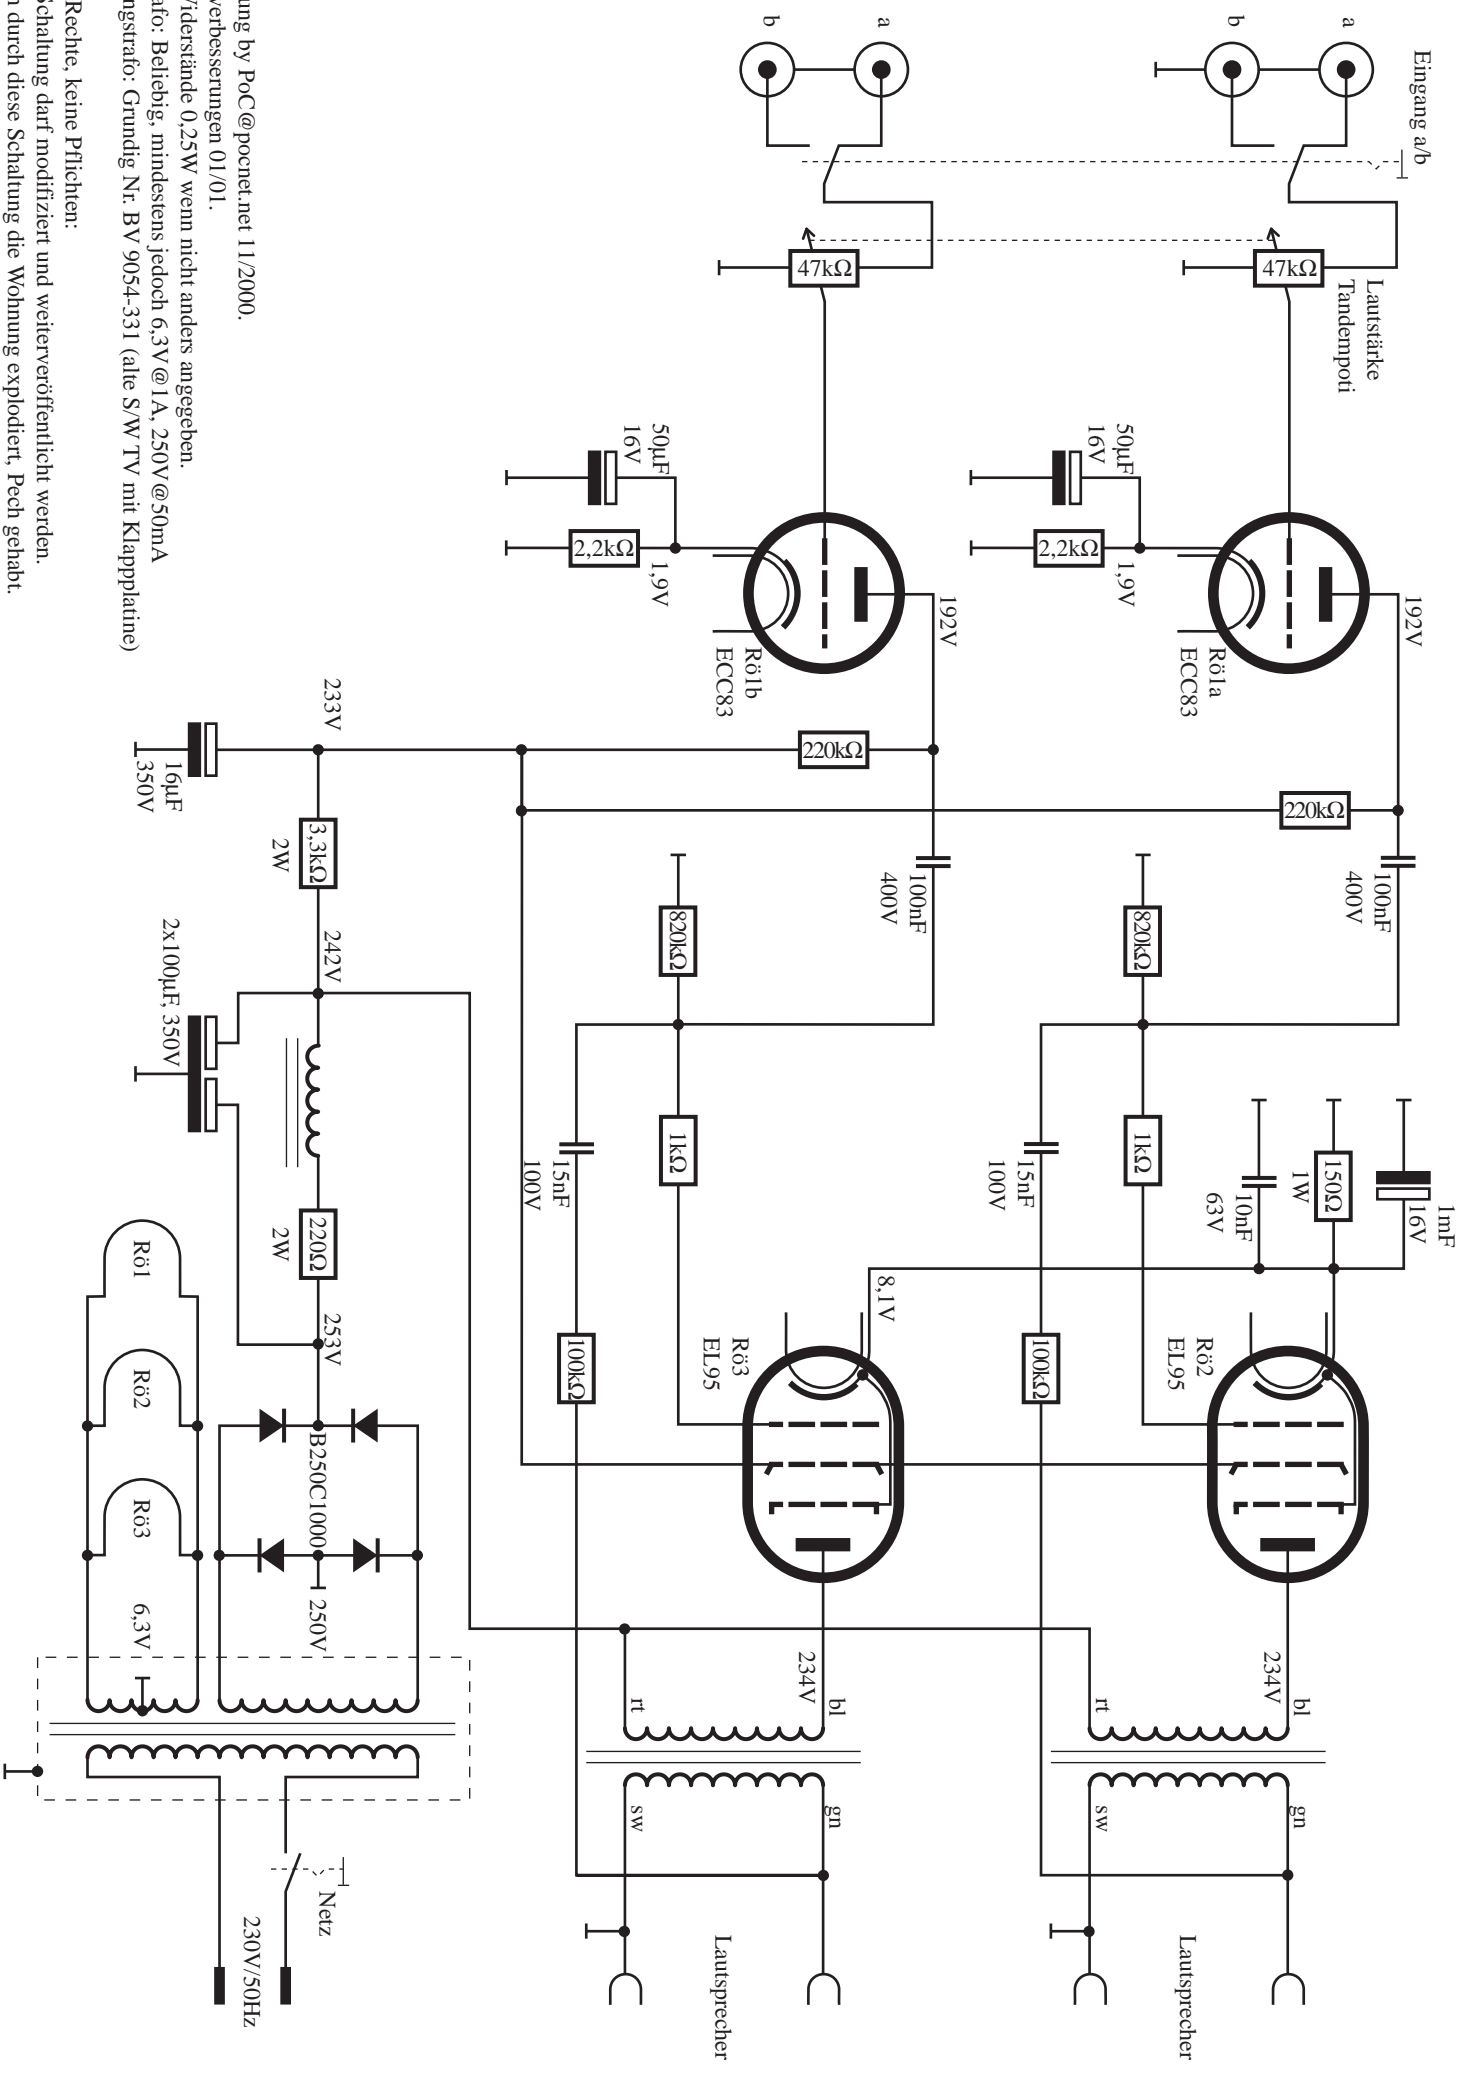 Eingang a/b
a
b
a
b
Lautstärke
Tandempoti
47kΩ
47kΩ
50µF
16V
2,2kΩ
1,9V
192V
Rö1a
ECC83
50µF
16V
2,2kΩ
1,9V
192V
Rö1b
ECC83
220kΩ
220kΩ
100nF
400V
100nF
400V
820kΩ
820kΩ
1kΩ
1kΩ
15nF
100V
15nF
100V
100kΩ
100kΩ
1mF
16V
150Ω
1W
10nF
63V
8,1V
Rö2
EL95
Rö3
EL95
234V
bl
rt
gn
sw
Lautsprecher
234V
bl
rt
gn
sw
Lautsprecher
233V
16µF
350V
3,3kΩ
2W
242V
2x100µF, 350V
220Ω
2W
253V
B250C1000
250V
Rö1
Rö2
Rö3
6,3V
Netz
230V/50Hz
ung by PoC@pocnet.net 11/2000.
erbesserungen 01/01.
iderstände 0,25W wenn nicht anders angegeben.
afo: Beliebig, mindestens jedoch 6,3V@1A, 250V@50mA
ngstrafo: Grundig Nr. BV 9054-331 (alte S/W TV mit Klappplatine)
Rechte, keine Pflichten:
chaltung darf modifiziert und weiterveröffentlicht werden.
n durch diese Schaltung die Wohnung explodiert, Pech gehabt.